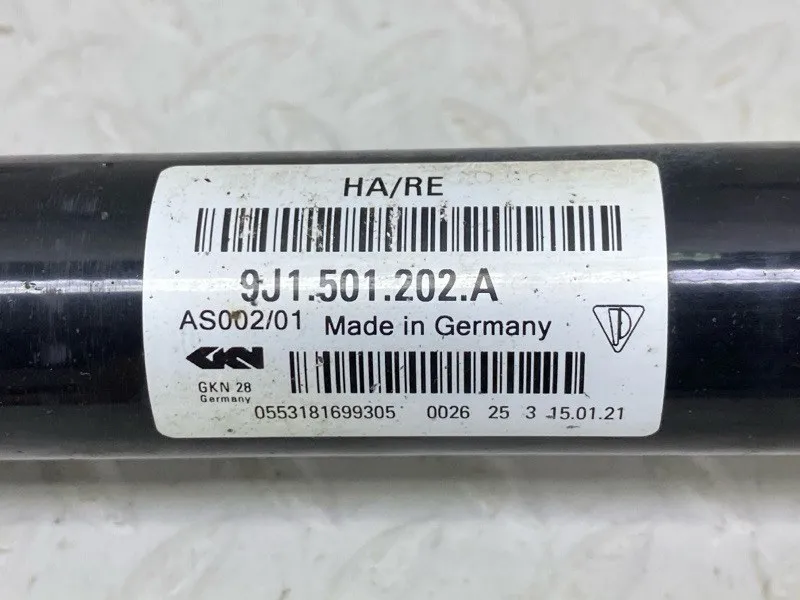 HA/RE
9J1.501.202.A
AS002/01 Made in Germany
GKN
GKN 28
Germany
0553181699305 0026 25 3 15.01.21